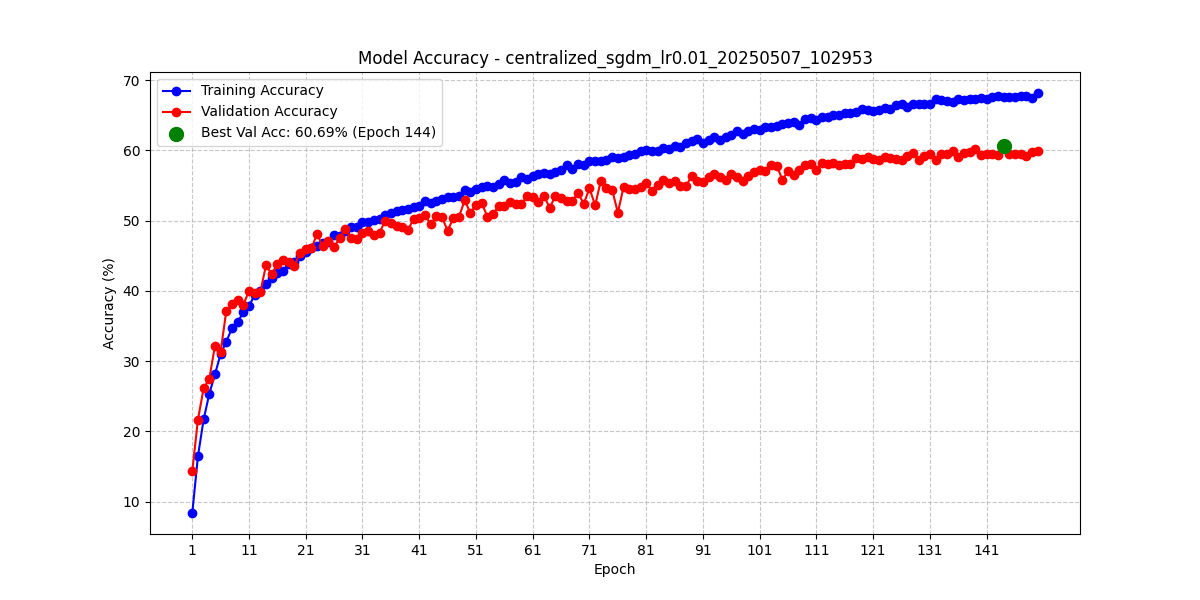 Model Accuracy - centralized_sgdm_lr0.01_20250507_102953
Training Accuracy
Validation Accuracy
Best Val Acc: 60.69% (Epoch 144)
Accuracy (%)
70
60
50
40
30
20
10
1 11 21 31 41 51 61 71 81 91 101 111 121 131 141
Epoch